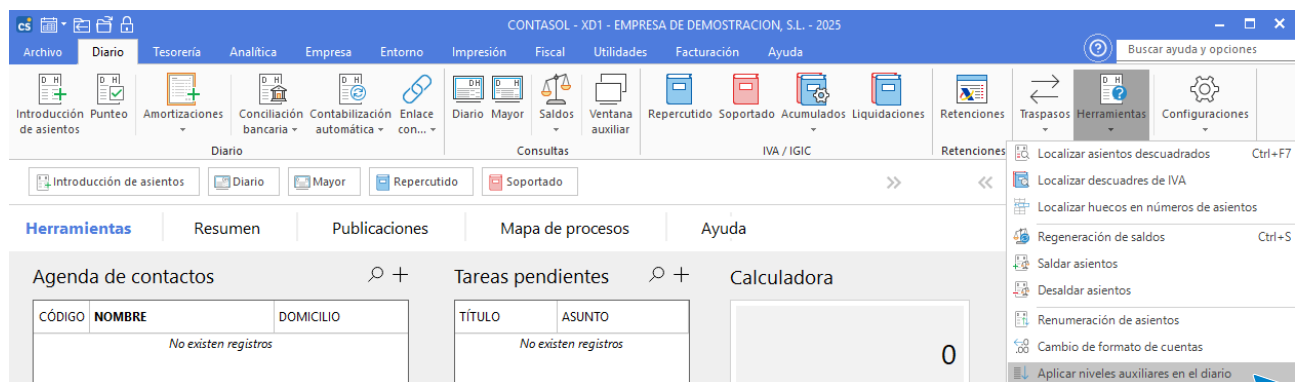 cs CONTASOL - XD1 - EMPRESA DE DEMOSTRACION, S.L. - 2025
Archivo Diario Tesorería Analítica Empresa Entorno Impresión Fiscal Utilidades Facturación Ayuda Buscar ayuda y opciones
Introducción de asientos
Punteo
Amortizaciones
Conciliación bancaria
Contabilización automática
Enlace con...
Diario
Mayor
Saldos
Ventana auxiliar
Repercutido
Soportado
Acumulados
Liquidaciones
Retenciones
Traspasos
Herramientas
Configuraciones
Diario Consultas IVA / IGIC Retenciones
Introducción de asientos Diario Mayor Repercutido Soportado
Localizar asientos descuadrados Ctrl+F7
Localizar descuadres de IVA
Localizar huecos en números de asientos
Regeneración de saldos Ctrl+S
Saldar asientos
Desaldar asientos
Renumeración de asientos
Cambio de formato de cuentas
Aplicar niveles auxiliares en el diario
Herramientas Resumen Publicaciones Mapa de procesos Ayuda
Agenda de contactos
CÓDIGO NOMBRE DOMICILIO
No existen registros
Tareas pendientes
TÍTULO ASUNTO
No existen registros
Calculadora
0